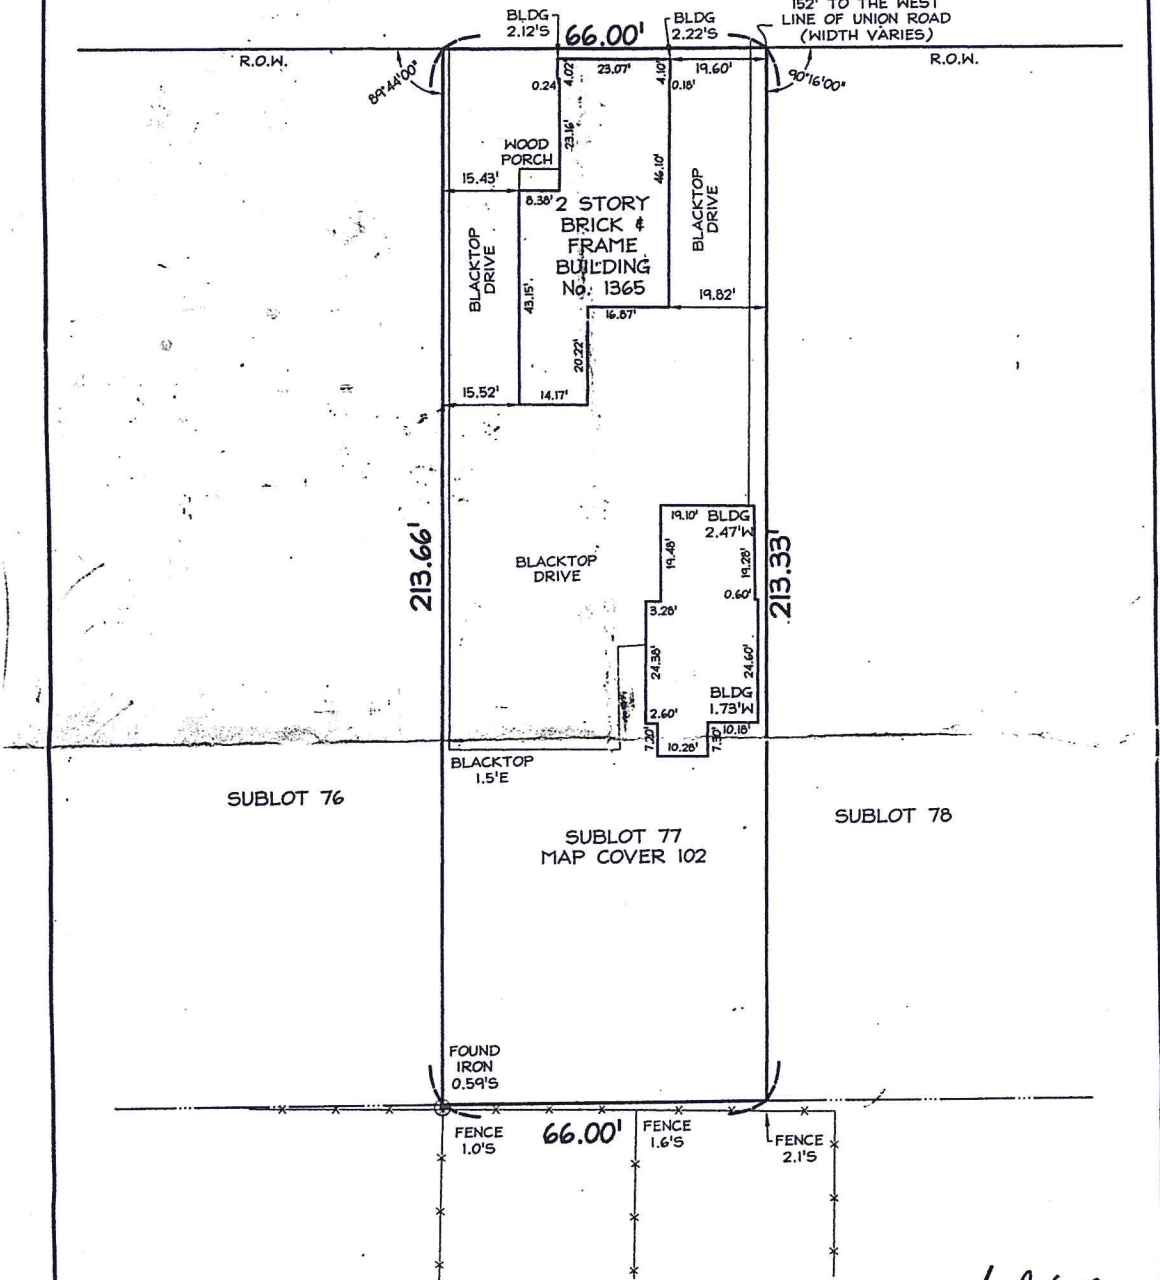 152' TO THE WEST
LINE OF UNION ROAD
(WIDTH VARIES)
BLDG
2.12'S
66.00'
BLDG
2.22'S
R.O.W.
R.O.W.
89°44'00"
90°16'00"
4.02'
23.07'
4.10'
19.60'
0.24
0.18'
23.16'
46.10'
WOOD
PORCH
15.43'
8.38'
2 STORY
BRICK &
FRAME
BUILDING
No. 1365
BLACKTOP
DRIVE
BLACKTOP
DRIVE
43.15'
19.82'
16.87'
20.22'
15.52'
14.17'
213.66'
213.33'
19.10'
BLDG
2.47'W
19.48'
19.28'
BLACKTOP
DRIVE
0.60'
3.28'
24.38'
24.60'
BLDG
1.73'W
2.60'
7.20'
10.28'
7.30'
10.18'
BLACKTOP
1.5'E
SUBLOT 76
SUBLOT 77
MAP COVER 102
SUBLOT 78
FOUND
IRON
0.59'S
FENCE
1.0'S
66.00'
FENCE
1.6'S
FENCE
2.1'S